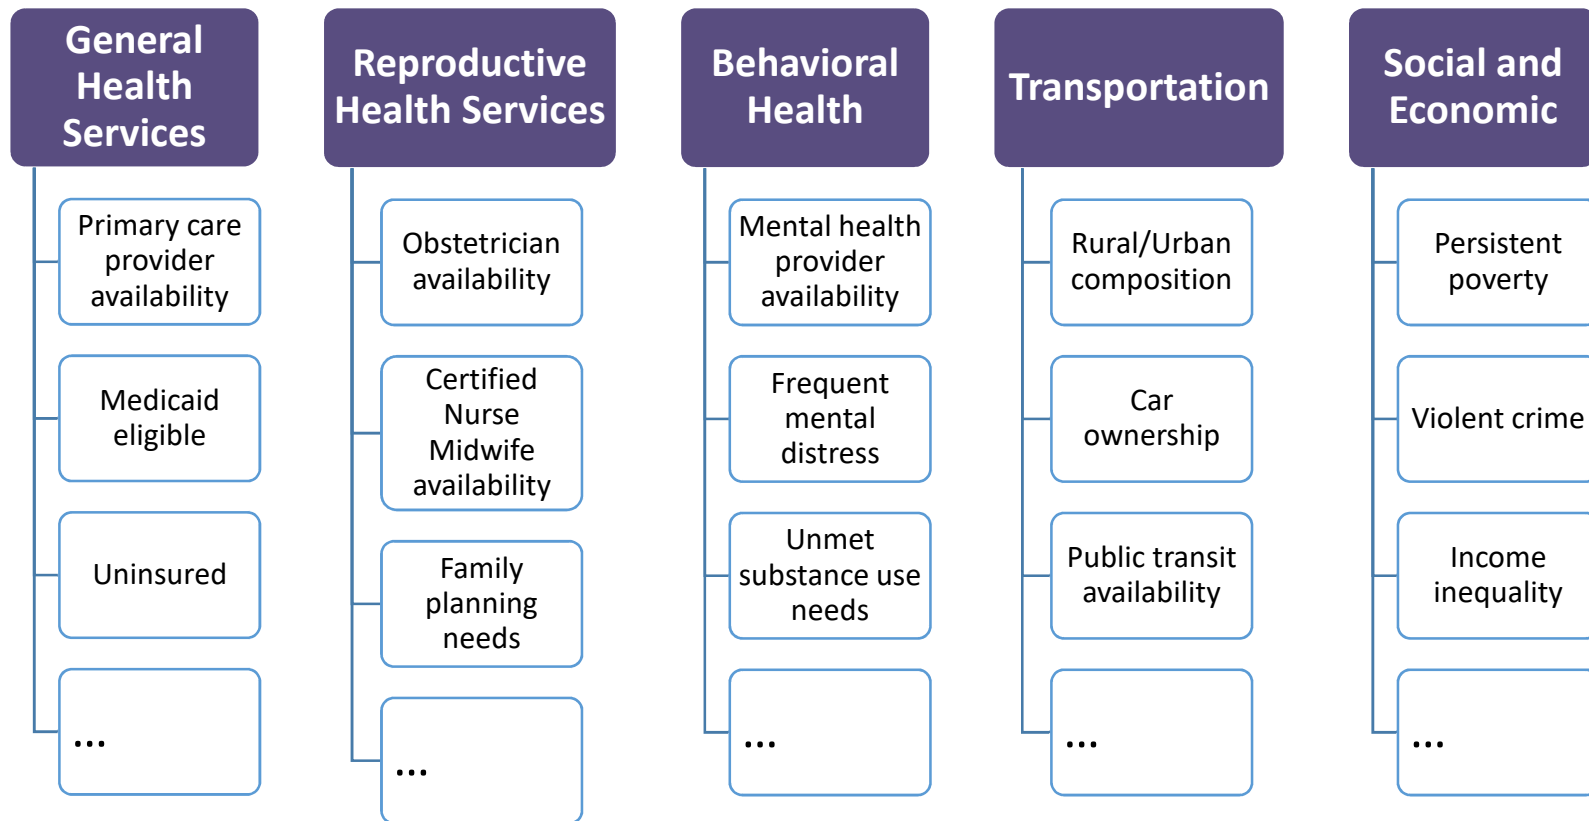 General
Health
Services
Primary care
provider
availability
Medicaid
eligible
Uninsured
...
Reproductive
Health Services
Obstetrician
availability
Certified
Nurse
Midwife
availability
Family
planning
needs
...
Behavioral
Health
Mental health
provider
availability
Frequent
mental
distress
Unmet
substance use
needs
...
Transportation
Rural/Urban
composition
Car
ownership
Public transit
availability
...
Social and
Economic
Persistent
poverty
Violent crime
Income
inequality
...